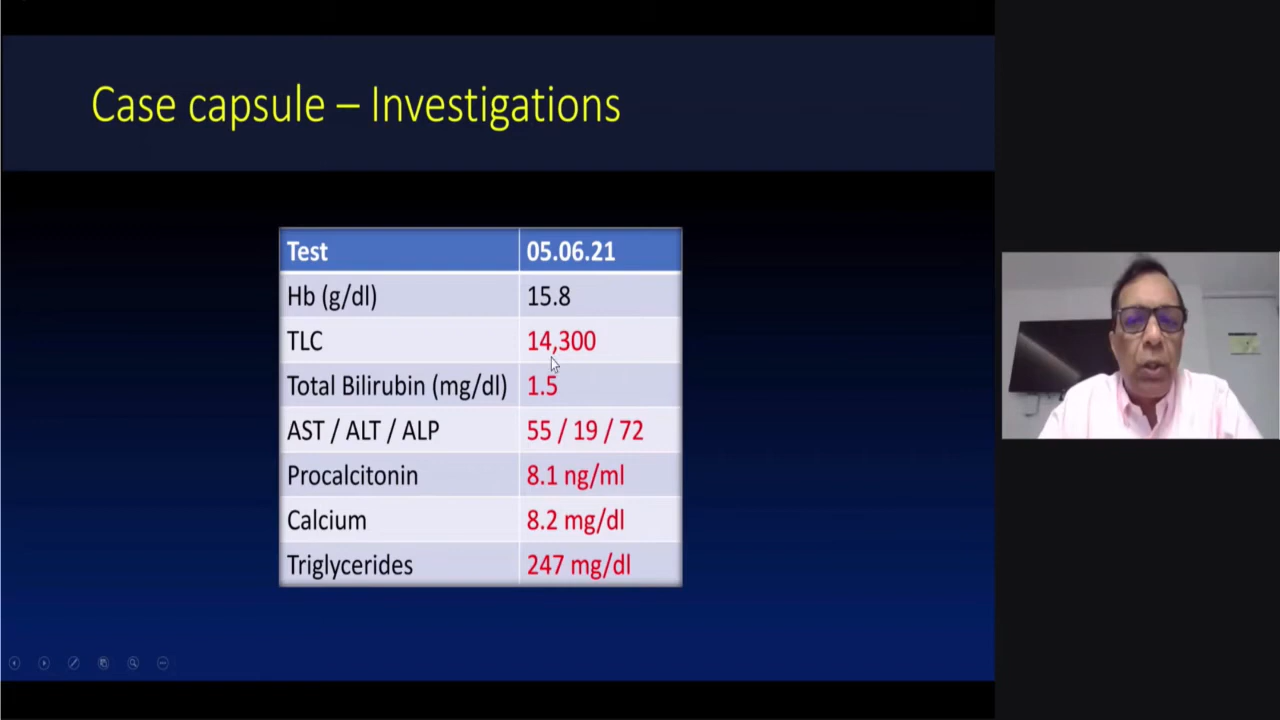 Case capsule – Investigations
Test 05.06.21
Hb (g/dl) 15.8
TLC 14,300
Total Bilirubin (mg/dl) 1.5
AST / ALT / ALP 55 / 19 / 72
Procalcitonin 8.1 ng/ml
Calcium 8.2 mg/dl
Triglycerides 247 mg/dl